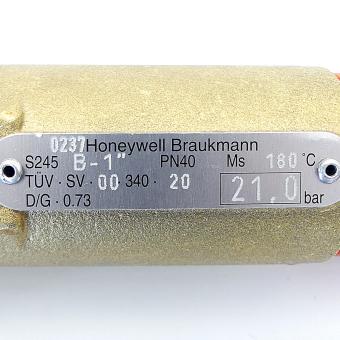 0237 Honeywell Braukmann
S245 B-1" PN40 Ms 180 °C
TÜV · SV · 00 · 340 · 20 21,0 bar
D/G · 0.73